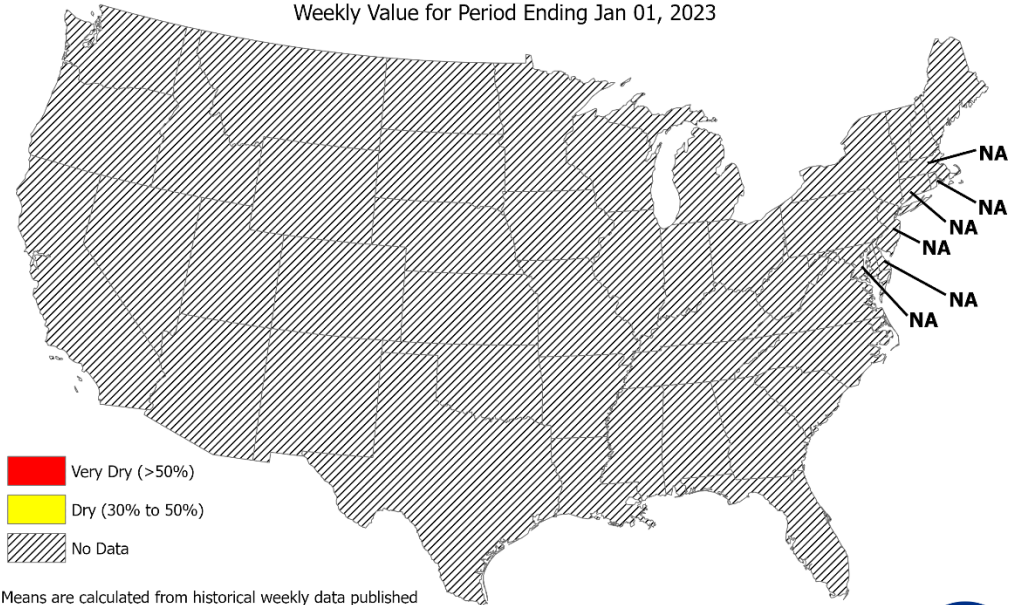 Weekly Value for Period Ending Jan 01, 2023
NA
NA
NA
NA
NA
NA
Very Dry (>50%)
Dry (30% to 50%)
No Data
Means are calculated from historical weekly data published